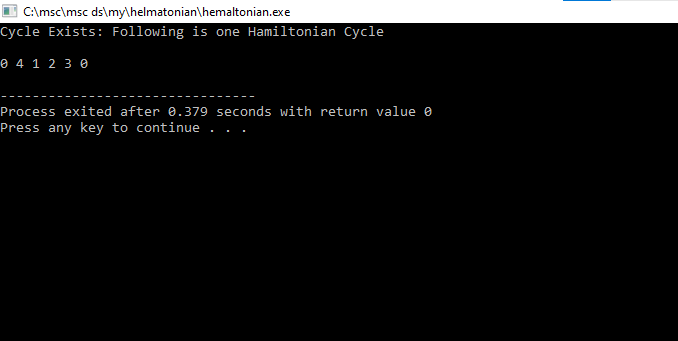 C:\msc\msc ds\my\helmatonian\hemaltonian.exe
Cycle Exists: Following is one Hamiltonian Cycle
0 4 1 2 3 0
--------------------------------
Process exited after 0.379 seconds with return value 0
Press any key to continue . . .